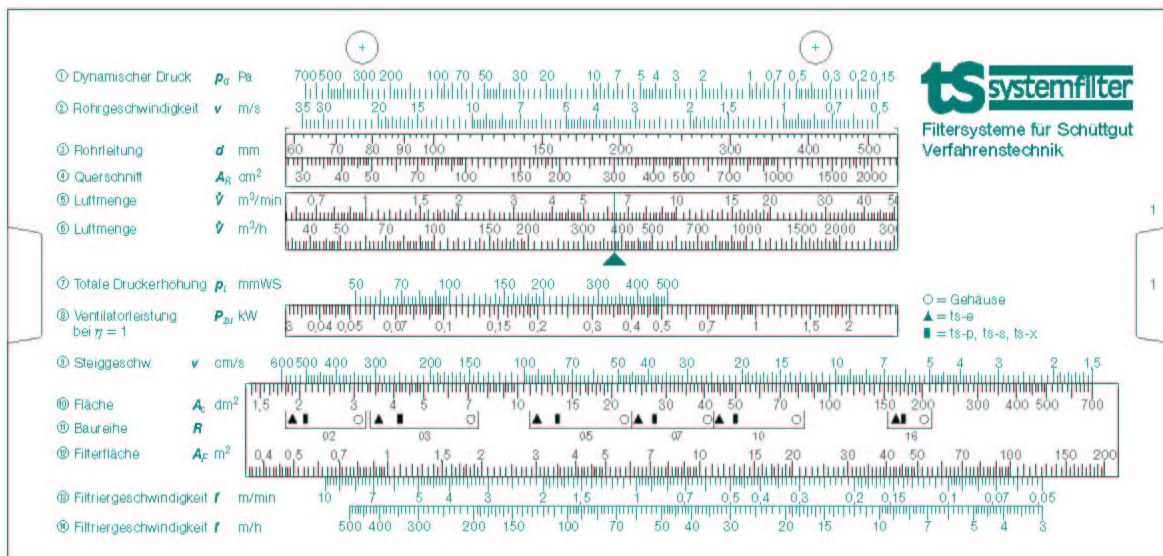 ① Dynamischer Druck p_d Pa 700 500 300 200 100 70 50 30 20 10 7 5 4 3 2 1 0,7 0,5 0,3 0,2 0,15
② Rohrgeschwindigkeit v m/s 35 30 20 15 10 7 5 4 3 2 1,5 1 0,7 0,5
③ Rohrleitung d mm 60 70 80 90 100 150 200 300 400 500
④ Querschnitt A_R cm² 30 40 50 70 100 150 200 300 400 500 700 1000 1500 2000
⑤ Luftmenge V̇ m³/min 0,7 1 1,5 2 3 4 5 7 10 15 20 30 40 50
⑥ Luftmenge V̇ m³/h 40 50 70 100 150 200 300 400 500 700 1000 1500 2000 3000
ts systemfilter
Filtersysteme für Schüttgut
Verfahrenstechnik
⑦ Totale Druckerhöhung p_t mmWS 50 70 100 150 200 300 400 500
⑧ Ventilatorleistung P_zu kW 3 0,04 0,05 0,07 0,1 0,15 0,2 0,3 0,4 0,5 0,7 1 1,5 2
bei η = 1
○ = Gehäuse
▲ = ts-e
■ = ts-p, ts-s, ts-x
1
1
⑨ Steiggeschw. v cm/s 600 500 400 300 200 150 100 70 50 40 30 20 15 10 7 5 4 3 2 1,5
⑩ Fläche A_c dm² 1,5 2 3 4 5 7 10 15 20 30 40 50 70 100 150 200 300 400 500 700
⑪ Baureihe R 02 03 05 07 10 16
⑫ Filterfläche A_F m² 0,4 0,5 0,7 1 1,5 2 3 4 5 7 10 15 20 30 40 50 70 100 150 200
⑬ Filtriergeschwindigkeit f m/min 10 7 5 4 3 2 1,5 1 0,7 0,5 0,4 0,3 0,2 0,15 0,1 0,07 0,05
⑭ Filtriergeschwindigkeit f m/h 500 400 300 200 150 100 70 50 40 30 20 15 10 7 5 4 3